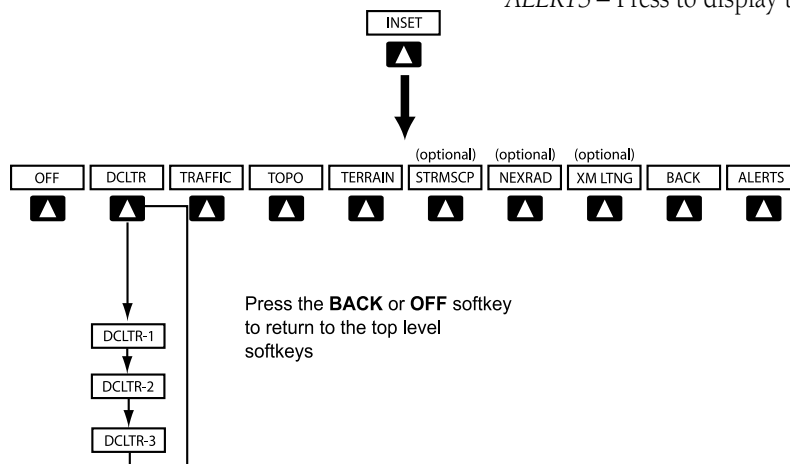 ALERTS – Press to display
INSET
(optional) (optional) (optional)
OFF DCLTR TRAFFIC TOPO TERRAIN STRMSCP NEXRAD XM LTNG BACK ALERTS
Press the BACK or OFF softkey
to return to the top level
softkeys
DCLTR-1
DCLTR-2
DCLTR-3